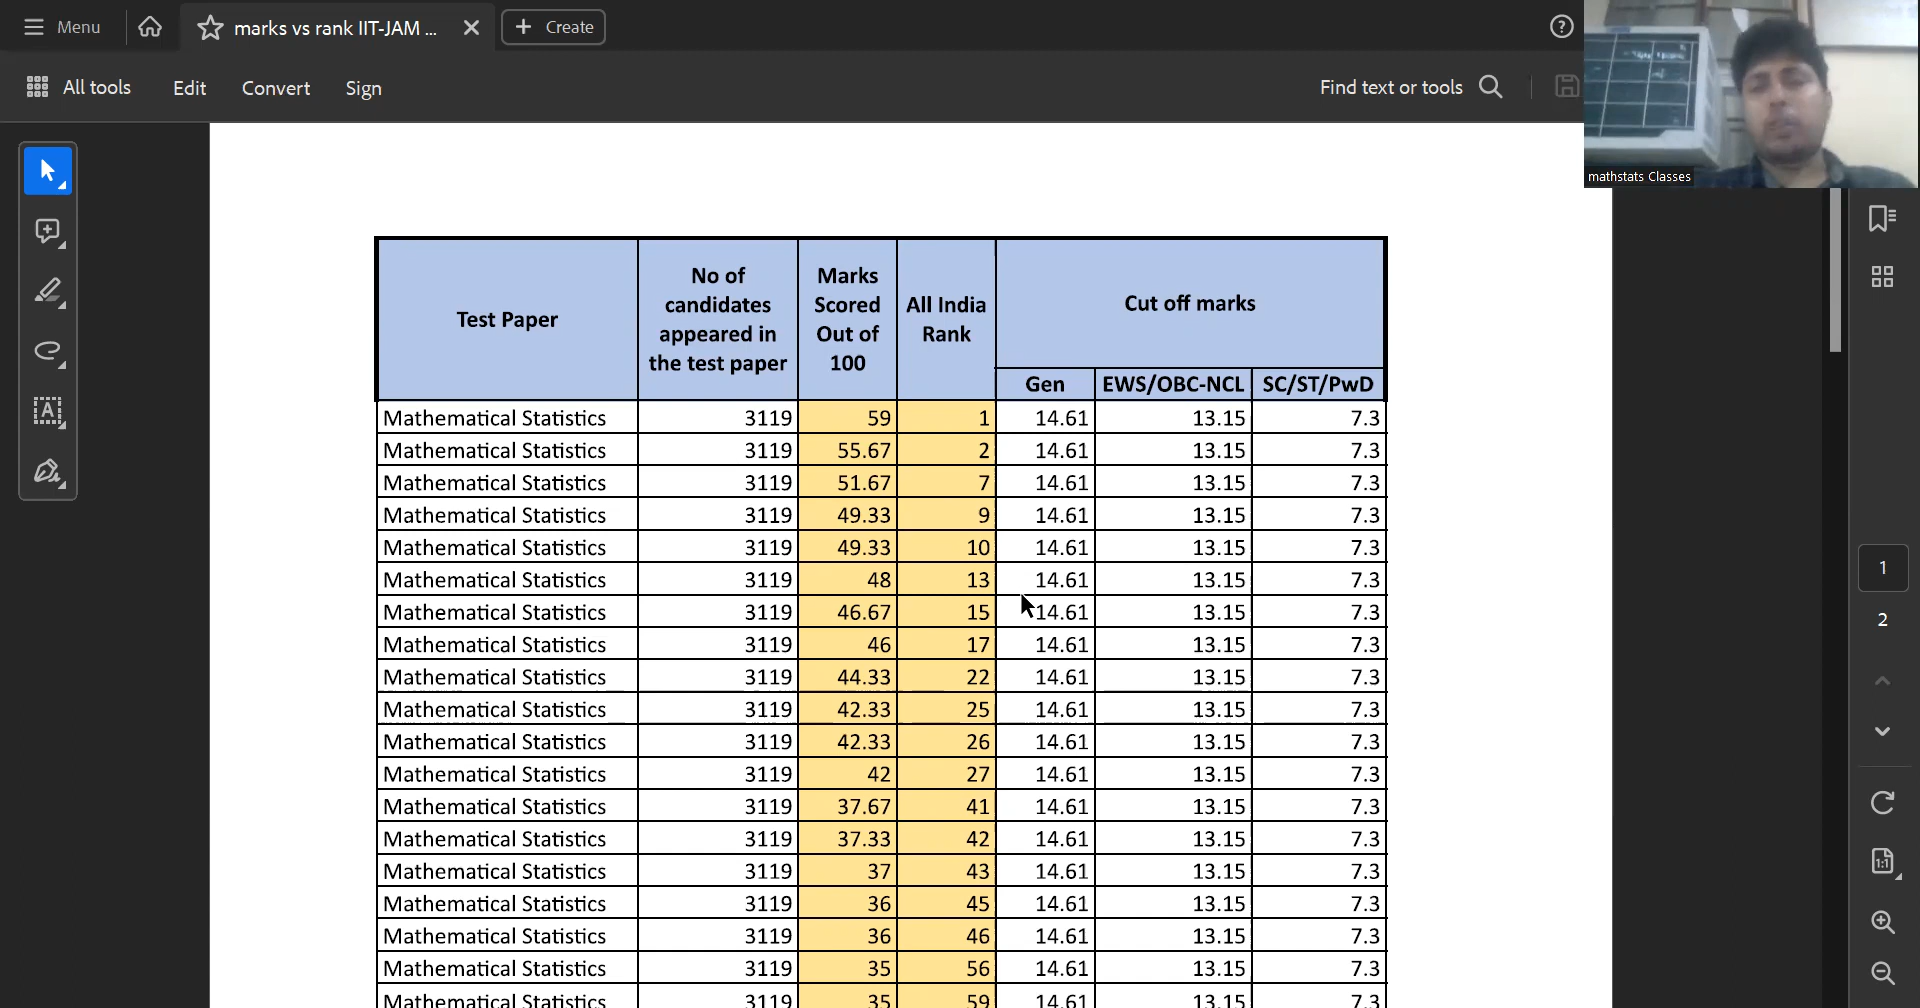 Menu
marks vs rank IIT-JAM ...
Create
All tools
Edit
Convert
Sign
Find text or tools
mathstats Classes
Test Paper
No of candidates appeared in the test paper
Marks Scored Out of 100
All India Rank
Cut off marks
Gen EWS/OBC-NCL SC/ST/PwD
Mathematical Statistics 3119 59 1 14.61 13.15 7.3
Mathematical Statistics 3119 55.67 2 14.61 13.15 7.3
Mathematical Statistics 3119 51.67 7 14.61 13.15 7.3
Mathematical Statistics 3119 49.33 9 14.61 13.15 7.3
Mathematical Statistics 3119 49.33 10 14.61 13.15 7.3
Mathematical Statistics 3119 48 13 14.61 13.15 7.3
Mathematical Statistics 3119 46.67 15 14.61 13.15 7.3
Mathematical Statistics 3119 46 17 14.61 13.15 7.3
Mathematical Statistics 3119 44.33 22 14.61 13.15 7.3
Mathematical Statistics 3119 42.33 25 14.61 13.15 7.3
Mathematical Statistics 3119 42.33 26 14.61 13.15 7.3
Mathematical Statistics 3119 42 27 14.61 13.15 7.3
Mathematical Statistics 3119 37.67 41 14.61 13.15 7.3
Mathematical Statistics 3119 37.33 42 14.61 13.15 7.3
Mathematical Statistics 3119 37 43 14.61 13.15 7.3
Mathematical Statistics 3119 36 45 14.61 13.15 7.3
Mathematical Statistics 3119 36 46 14.61 13.15 7.3
Mathematical Statistics 3119 35 56 14.61 13.15 7.3
Mathematical Statistics 3119 35 59 14.61 13.15 7.3
1
2
1:1